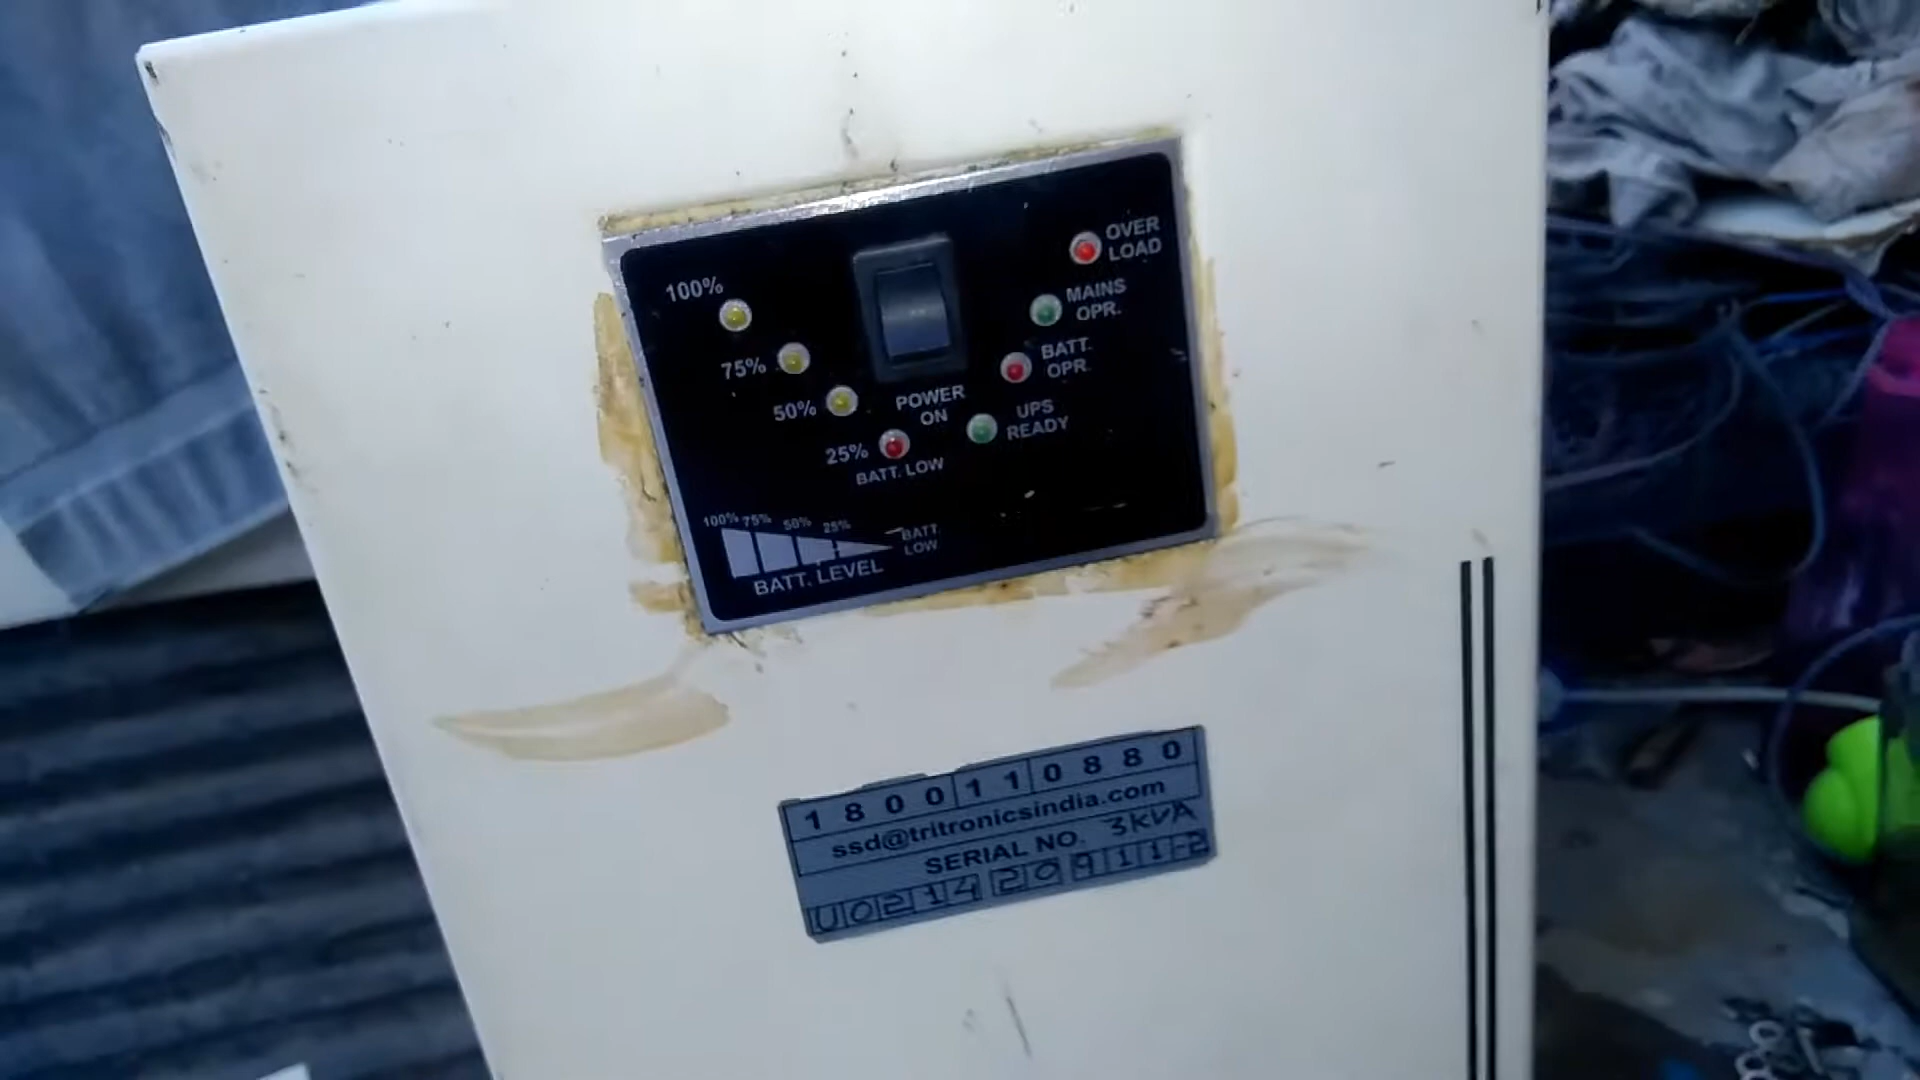 100%
75%
50%
25%
BATT. LOW
POWER
ON
OVER
LOAD
MAINS
OPR.
BATT.
OPR.
UPS
READY
100% 75% 50% 25%
BATT.
LOW
BATT. LEVEL
1800110880
ssd@tritronicsindia.com
SERIAL NO. 3KVA
U021420911-2